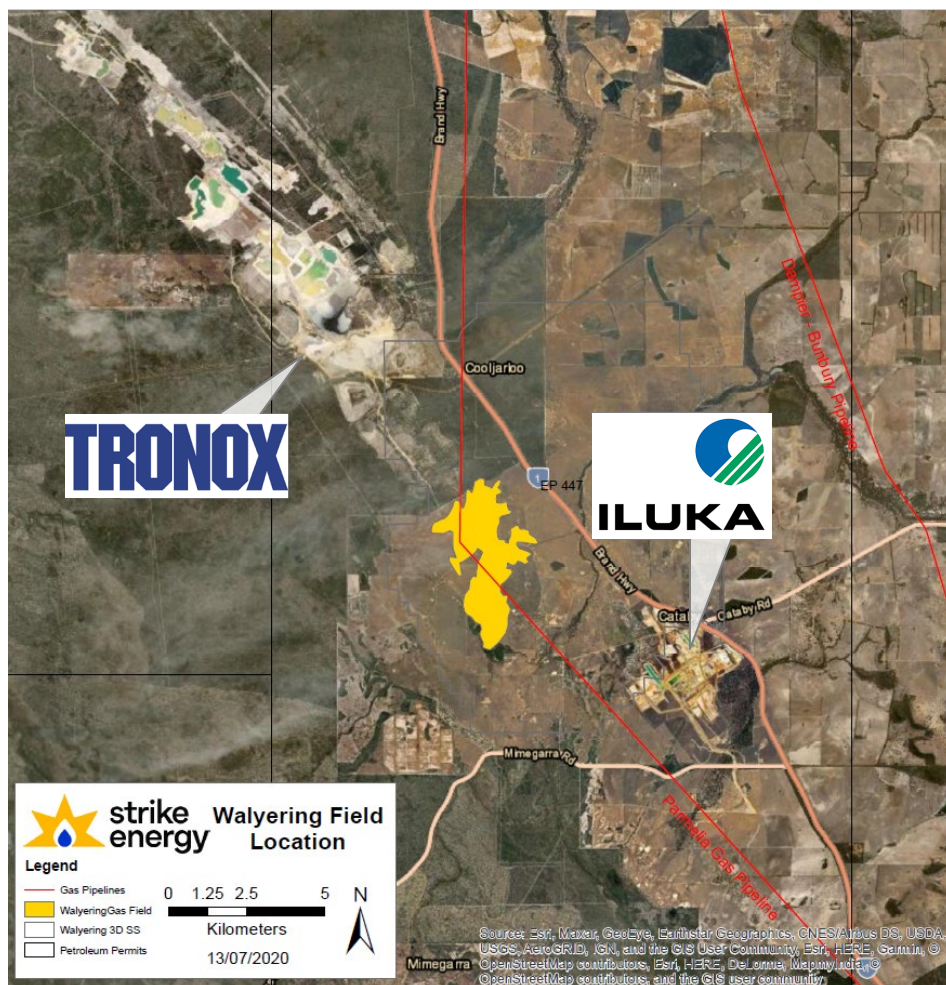 Brand Hwy
Dampier - Bunbury Pipeline
Cooljarloo
TRONOX
1
EP 447
ILUKA
Brand Hwy
Cataby
Cataby Rd
Mimegarra Rd
Parmelia Gas Pipeline
strike
energy
Walyering Field
Location
Legend
Gas Pipelines
WalyeringGas Field
Walyering 3D SS
Petroleum Permits
0 1.25 2.5 5
Kilometers
N
13/07/2020
Mimegarra
Source: Esri, Maxar, GeoEye, Earthstar Geographics, CNES/Airbus DS, USDA,
USGS, AeroGRID, IGN, and the GIS User Community, Esri, HERE, Garmin, ©
OpenStreetMap contributors, Esri, HERE, DeLorme, MapmyIndia, ©
OpenStreetMap contributors, and the GIS user community